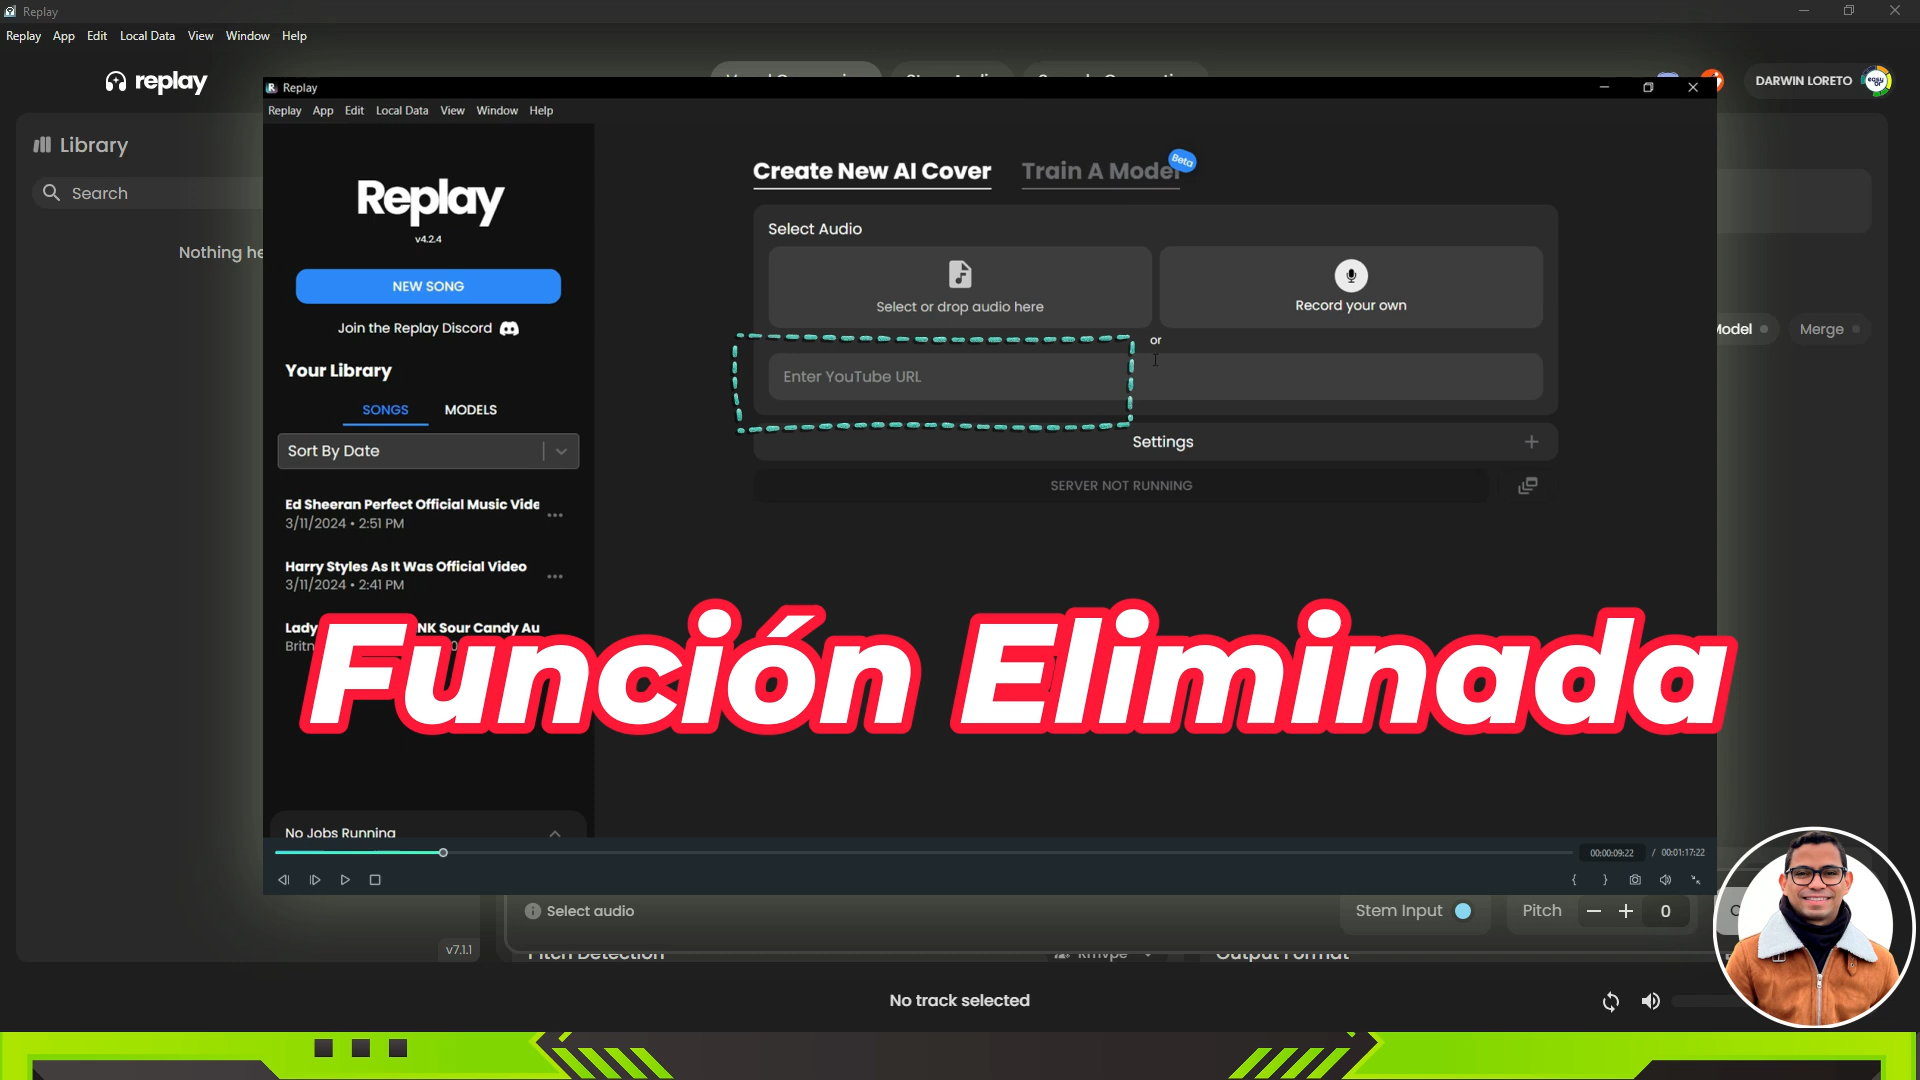 Replay
Replay App Edit Local Data View Window Help
replay
DARWIN LORETO
Library
Search
Nothing he
Model
Merge
Replay
Replay App Edit Local Data View Window Help
Replay
v4.2.4
NEW SONG
Join the Replay Discord
Your Library
SONGS MODELS
Sort By Date
Ed Sheeran Perfect Official Music Vide
3/11/2024 • 2:51 PM
Harry Styles As It Was Official Video
3/11/2024 • 2:41 PM
Lady NK Sour Candy Au
Britn
No Jobs Running
Create New AI Cover
Train A Model
Beta
Select Audio
Select or drop audio here
Record your own
or
Enter YouTube URL
Settings
SERVER NOT RUNNING
Función Eliminada
00:00:09:22 / 00:01:17:22
Select audio
Stem Input
Pitch
0
v7.1.1
Pitch Detection
Rmvpe
Output Format
No track selected